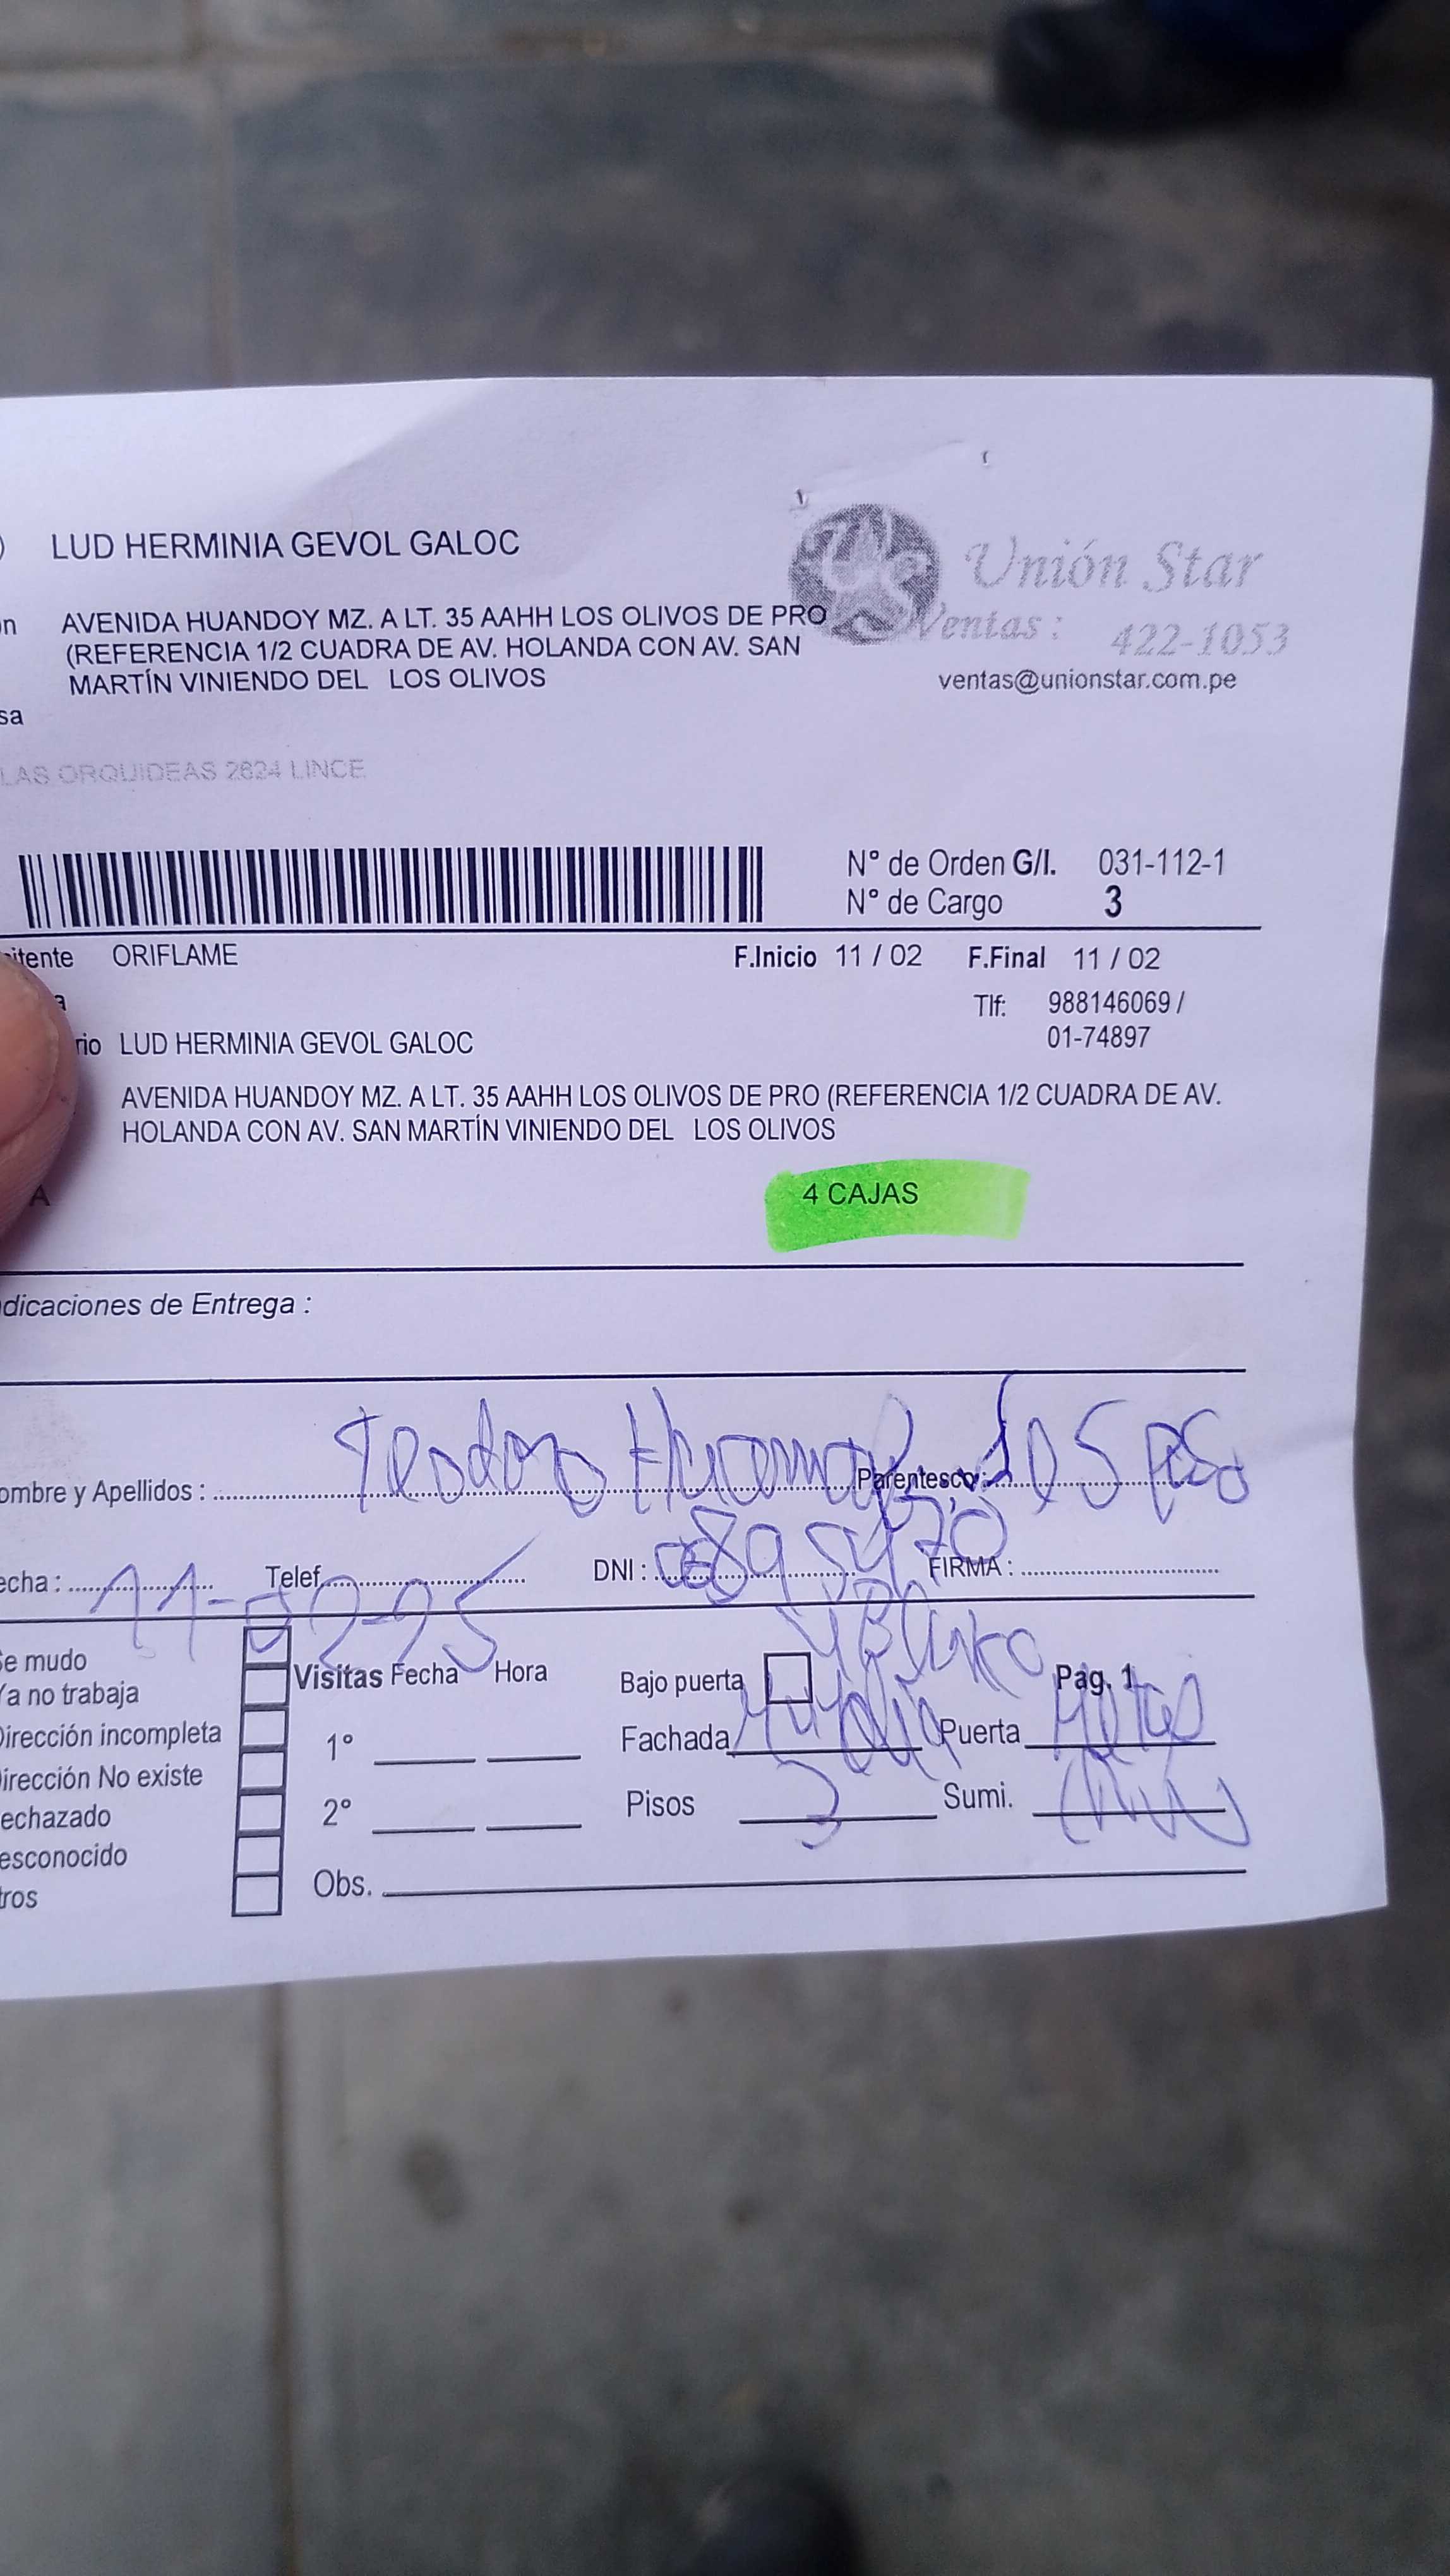 ) LUD HERMINIA GEVOL GALOC
Unión Star
Ventas : 422-1053
ventas@unionstar.com.pe
ón AVENIDA HUANDOY MZ. A LT. 35 AAHH LOS OLIVOS DE PRO
(REFERENCIA 1/2 CUADRA DE AV. HOLANDA CON AV. SAN
MARTÍN VINIENDO DEL LOS OLIVOS
sa
LAS ORQUIDEAS 2624 LINCE
N° de Orden G/I. 031-112-1
N° de Cargo 3
itente ORIFLAME F.Inicio 11 / 02 F.Final 11 / 02
a Tlf: 988146069 /
01-74897
rio LUD HERMINIA GEVOL GALOC
AVENIDA HUANDOY MZ. A LT. 35 AAHH LOS OLIVOS DE PRO (REFERENCIA 1/2 CUADRA DE AV.
HOLANDA CON AV. SAN MARTÍN VINIENDO DEL LOS OLIVOS
A 4 CAJAS
dicaciones de Entrega :
ombre y Apellidos : Teodoro Parentesco :
echa : 11-02-25 Telef. DNI : FIRMA :
Se mudo
Ya no trabaja
Dirección incompleta
Dirección No existe
echazado
esconocido
tros
Visitas Fecha Hora
1°
2°
Obs.
Bajo puerta Pag. 1
Fachada Puerta Metal
Pisos 3 Sumi.